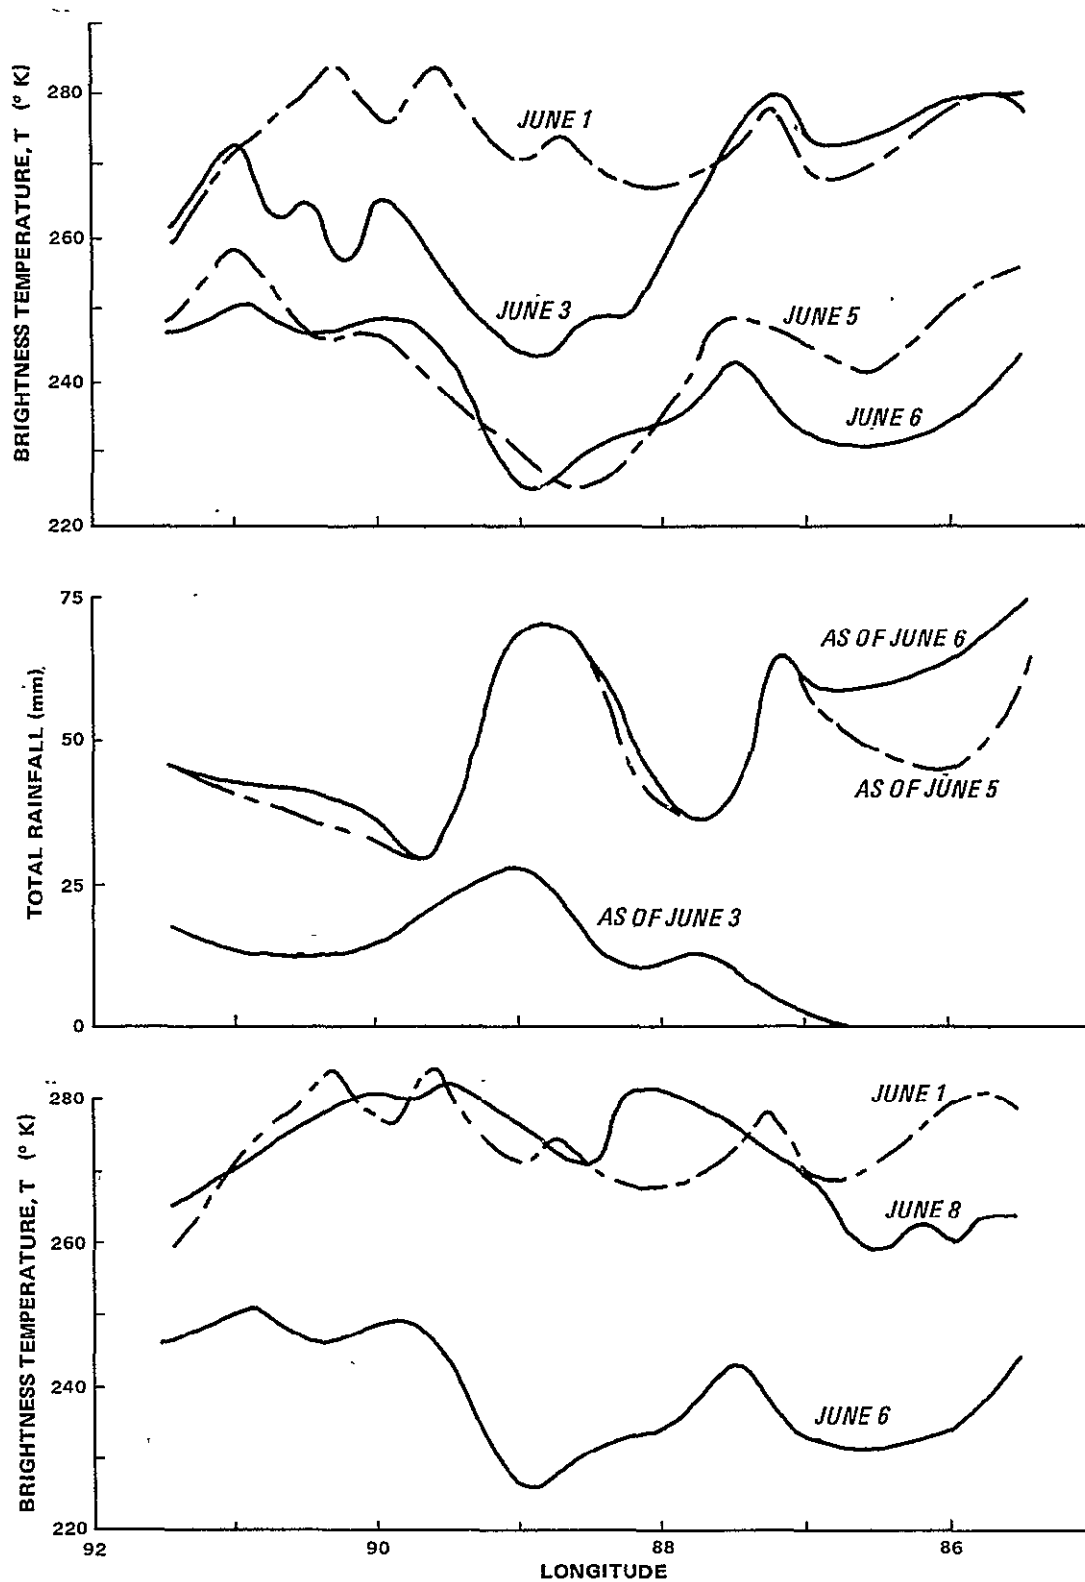 BRIGHTNESS TEMPERATURE, T (° K)
280
260
240
220
JUNE 1
JUNE 3
JUNE 5
JUNE 6
TOTAL RAINFALL (mm)
75
50
25
0
AS OF JUNE 6
AS OF JUNE 5
AS OF JUNE 3
BRIGHTNESS TEMPERATURE, T (° K)
280
260
240
220
JUNE 1
JUNE 8
JUNE 6
92
90
88
86
LONGITUDE